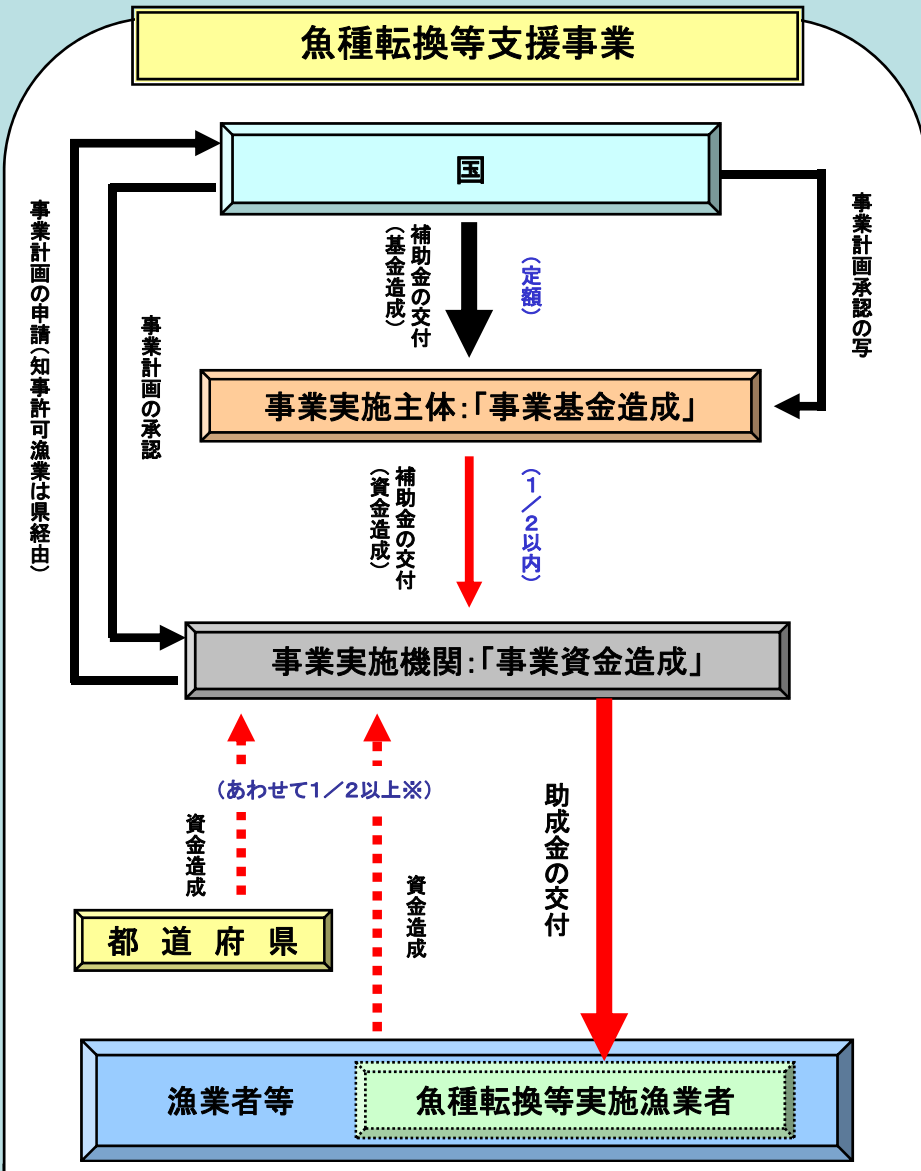 魚種転換等支援事業
国
事業計画の申請(知事許可漁業は県経由)
事業計画の承認
補助金の交付
(基金造成)
(定額)
事業計画承認の写
事業実施主体:「事業基金造成」
補助金の交付
(資金造成)
(1/2以内)
事業実施機関:「事業資金造成」
(あわせて1/2以上※)
資金造成
資金造成
助成金の交付
都道府県
漁業者等
魚種転換等実施漁業者